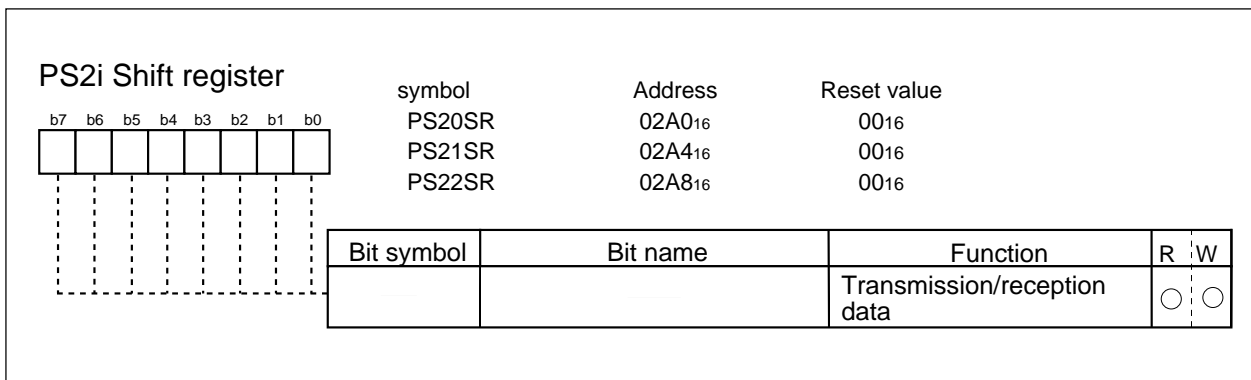 PS2i Shift register
symbol Address Reset value
b7 b6 b5 b4 b3 b2 b1 b0
PS20SR 02A016 0016
PS21SR 02A416 0016
PS22SR 02A816 0016
Bit symbol Bit name Function R W
Transmission/reception
data